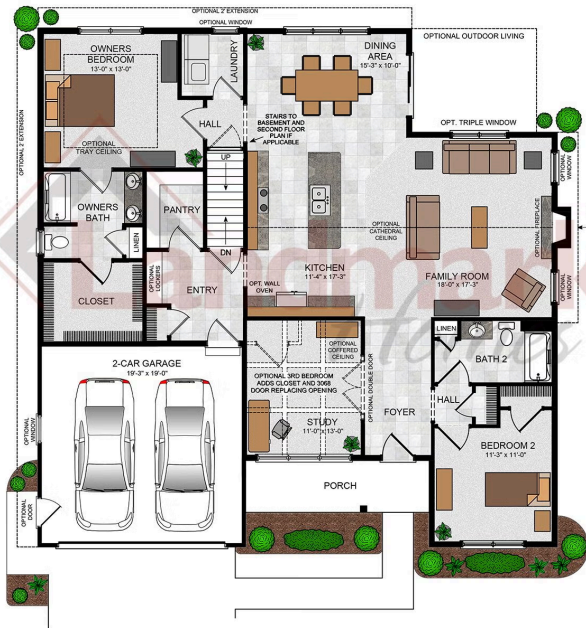 OPTIONAL 2' EXTENSION
OPTIONAL WINDOW
OWNERS
BEDROOM
13'-0" x 13'-0"
OPTIONAL
TRAY CEILING
LAUNDRY
HALL
DINING
AREA
15'-3" x 10'-0"
OPTIONAL OUTDOOR LIVING
OPT. TRIPLE WINDOW
OPTIONAL 2' EXTENSION
STAIRS TO
BASEMENT AND
SECOND FLOOR
PLAN IF
APPLICABLE
UP
DN
OWNERS
BATH
LINEN
PANTRY
CLOSET
OPTIONAL
LOCKERS
ENTRY
OPT. WALL
OVEN
KITCHEN
11'-4" x 17'-3"
OPTIONAL
CATHEDRAL
CEILING
FAMILY ROOM
18'-0" x 17'-3"
OPTIONAL
WINDOW
OPTIONAL FIREPLACE
OPTIONAL
WINDOW
Landmark
Homes
2-CAR GARAGE
19'-3" x 19'-0"
OPTIONAL
WINDOW
OPTIONAL
DOOR
OPTIONAL
COFFERED
CEILING
OPTIONAL 3RD BEDROOM
ADDS CLOSET AND 3068
DOOR REPLACING OPENING
OPTIONAL DOUBLE DOOR
STUDY
11'-0" x 13'-0"
FOYER
PORCH
LINEN
BATH 2
HALL
BEDROOM 2
11'-3" x 11'-0"